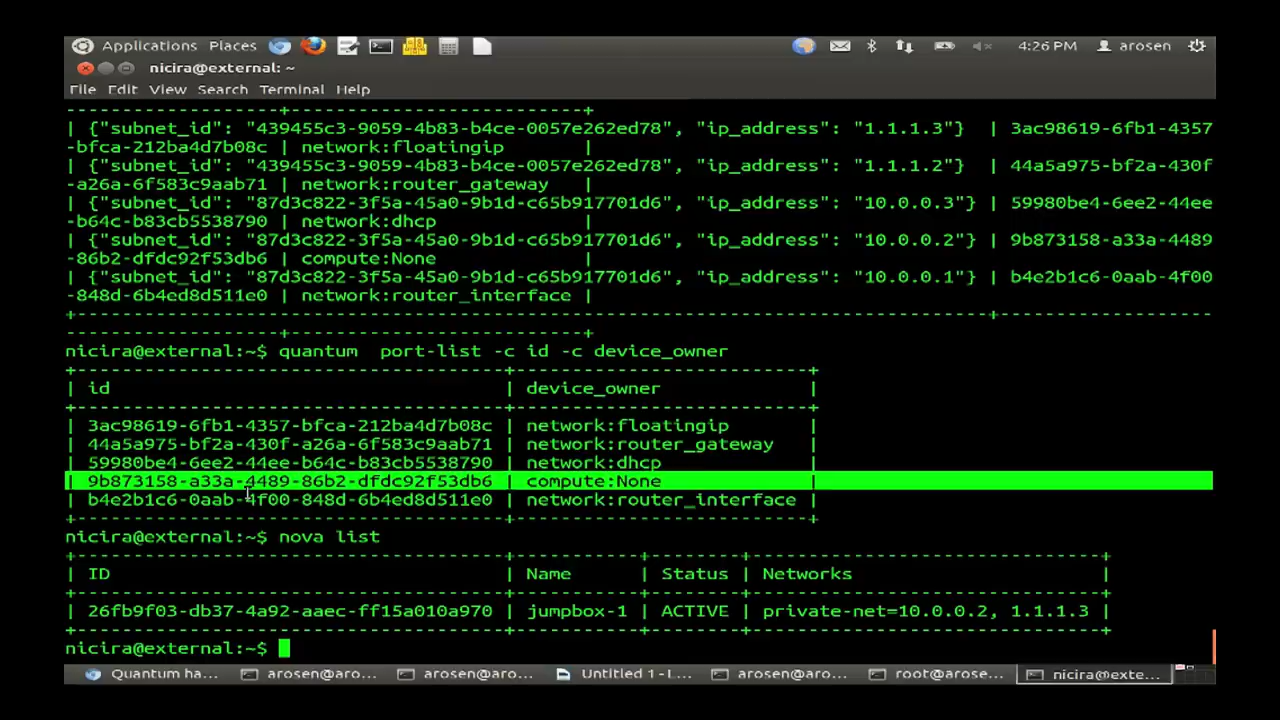 Applications Places 4:26 PM arosen
nicira@external: ~
File Edit View Search Terminal Help
-----------------------+-------------------------------+
| {"subnet_id": "439455c3-9059-4b83-b4ce-0057e262ed78", "ip_address": "1.1.1.3"} | 3ac98619-6fb1-4357
-bfca-212ba4d7b08c | network:floatingip |
| {"subnet_id": "439455c3-9059-4b83-b4ce-0057e262ed78", "ip_address": "1.1.1.2"} | 44a5a975-bf2a-430f
-a26a-6f583c9aab71 | network:router_gateway |
| {"subnet_id": "87d3c822-3f5a-45a0-9b1d-c65b917701d6", "ip_address": "10.0.0.3"} | 59980be4-6ee2-44ee
-b64c-b83cb5538790 | network:dhcp |
| {"subnet_id": "87d3c822-3f5a-45a0-9b1d-c65b917701d6", "ip_address": "10.0.0.2"} | 9b873158-a33a-4489
-86b2-dfdc92f53db6 | compute:None |
| {"subnet_id": "87d3c822-3f5a-45a0-9b1d-c65b917701d6", "ip_address": "10.0.0.1"} | b4e2b1c6-0aab-4f00
-848d-6b4ed8d511e0 | network:router_interface |
+---------------------------------------------------------------------------------+-------------------
-------------------+--------------------------+
nicira@external:~$ quantum  port-list -c id -c device_owner
+--------------------------------------+--------------------------+
| id | device_owner |
+--------------------------------------+--------------------------+
| 3ac98619-6fb1-4357-bfca-212ba4d7b08c | network:floatingip |
| 44a5a975-bf2a-430f-a26a-6f583c9aab71 | network:router_gateway |
| 59980be4-6ee2-44ee-b64c-b83cb5538790 | network:dhcp |
| 9b873158-a33a-4489-86b2-dfdc92f53db6 | compute:None |
| b4e2b1c6-0aab-4f00-848d-6b4ed8d511e0 | network:router_interface |
+--------------------------------------+--------------------------+
nicira@external:~$ nova list
+--------------------------------------+-----------+--------+-------------------------------+
| ID | Name | Status | Networks |
+--------------------------------------+-----------+--------+-------------------------------+
| 26fb9f03-db37-4a92-aaec-ff15a010a970 | jumpbox-1 | ACTIVE | private-net=10.0.0.2, 1.1.1.3 |
+--------------------------------------+-----------+--------+-------------------------------+
nicira@external:~$
Quantum ha... arosen@aro... arosen@aro... Untitled 1 - L... arosen@aro... root@arose... nicira@exte...